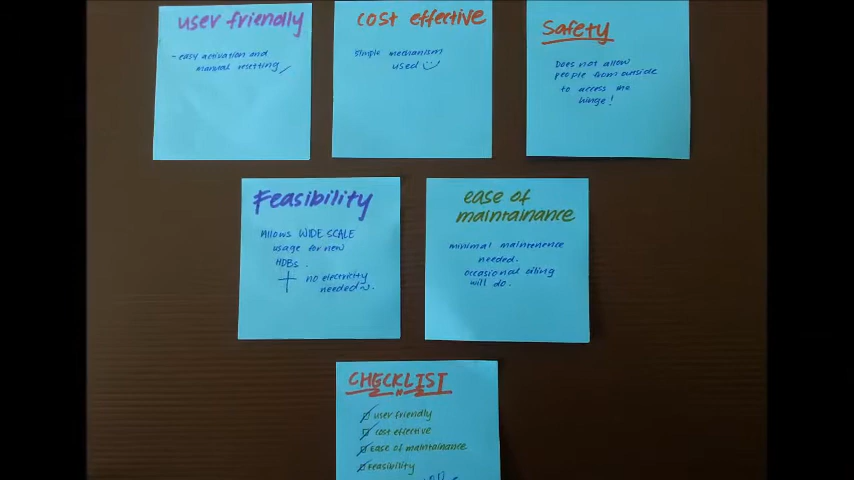 user friendly
- easy activation and
manual resetting
cost effective
simple mechanism
used
Safety
Does not allow
people from outside
to access the
hinge!
Feasibility
Allows WIDE SCALE
usage for new
HDBs.
+ no electricity
needed~.
ease of
maintainance
minimal maintenence
needed.
occasional oiling
will do.
CHECKLIST
user friendly
cost effective
Ease of maintainance
Feasibility